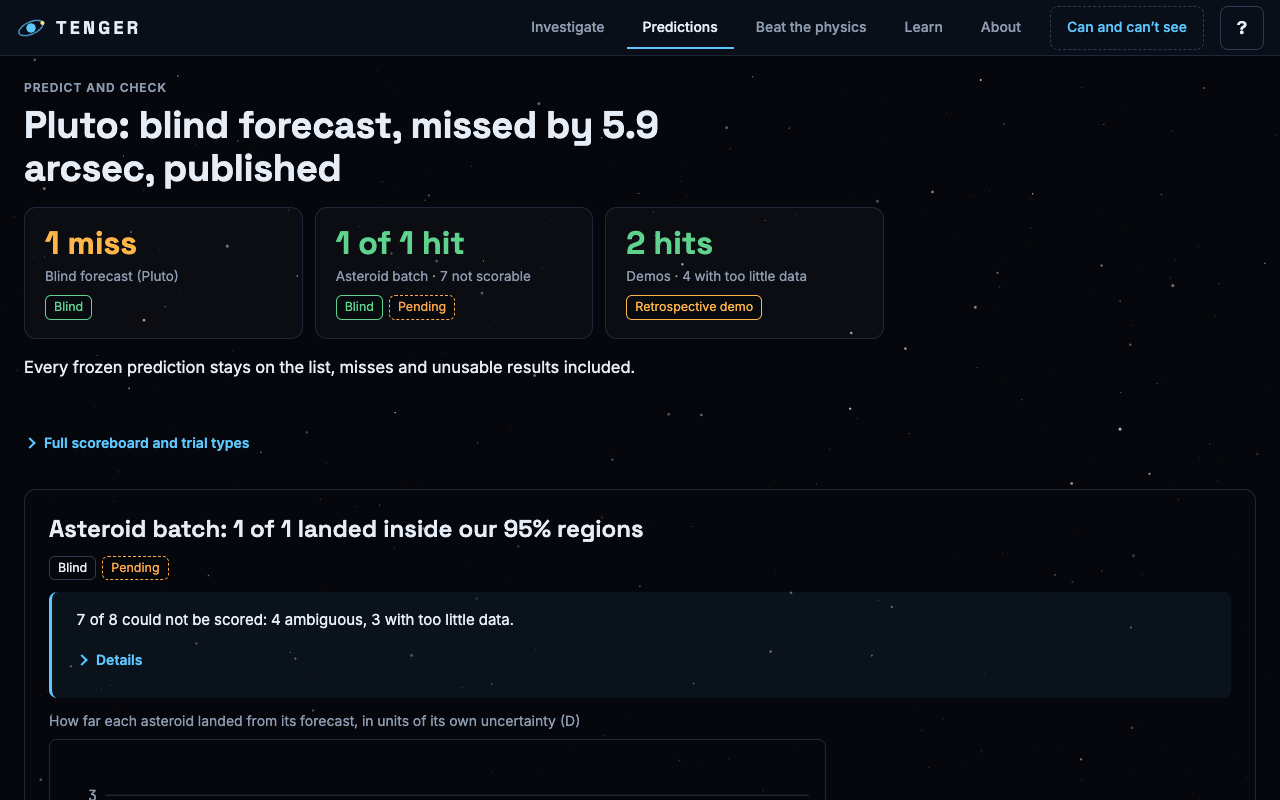 TENGER
Investigate
Predictions
Beat the physics
Learn
About
Can and can't see
?
PREDICT AND CHECK
Pluto: blind forecast, missed by 5.9
arcsec, published
1 miss
Blind forecast (Pluto)
Blind
1 of 1 hit
Asteroid batch · 7 not scorable
Blind
Pending
2 hits
Demos · 4 with too little data
Retrospective demo
Every frozen prediction stays on the list, misses and unusable results included.
Full scoreboard and trial types
Asteroid batch: 1 of 1 landed inside our 95% regions
Blind
Pending
7 of 8 could not be scored: 4 ambiguous, 3 with too little data.
Details
How far each asteroid landed from its forecast, in units of its own uncertainty (D)
3